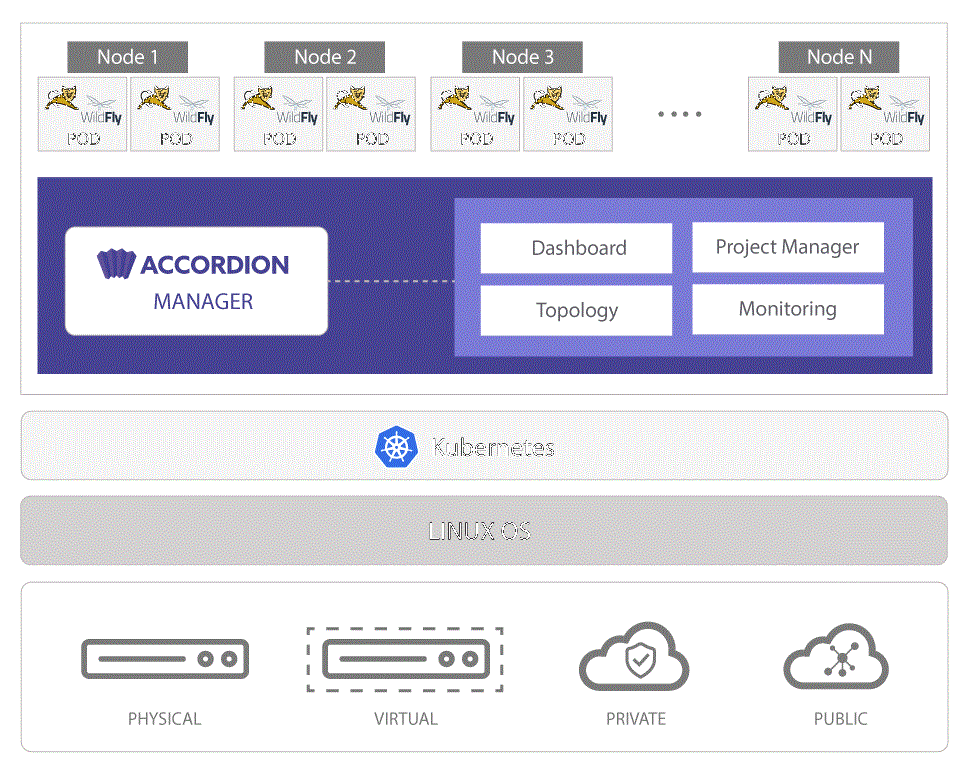 Node 1 Node 2 Node 3 Node N
WildFly WildFly WildFly WildFly WildFly WildFly WildFly WildFly
POD POD POD POD POD POD POD POD
....
ACCORDION
MANAGER
Dashboard Project Manager
Topology Monitoring
Kubernetes
LINUX OS
PHYSICAL VIRTUAL PRIVATE PUBLIC